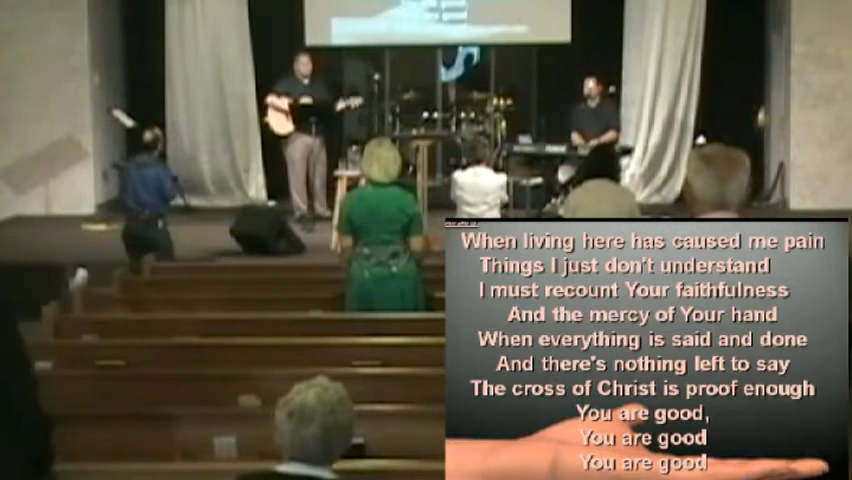 When living here has caused me pain
Things I just don't understand
I must recount Your faithfulness
And the mercy of Your hand
When everything is said and done
And there's nothing left to say
The cross of Christ is proof enough
You are good,
You are good
You are good